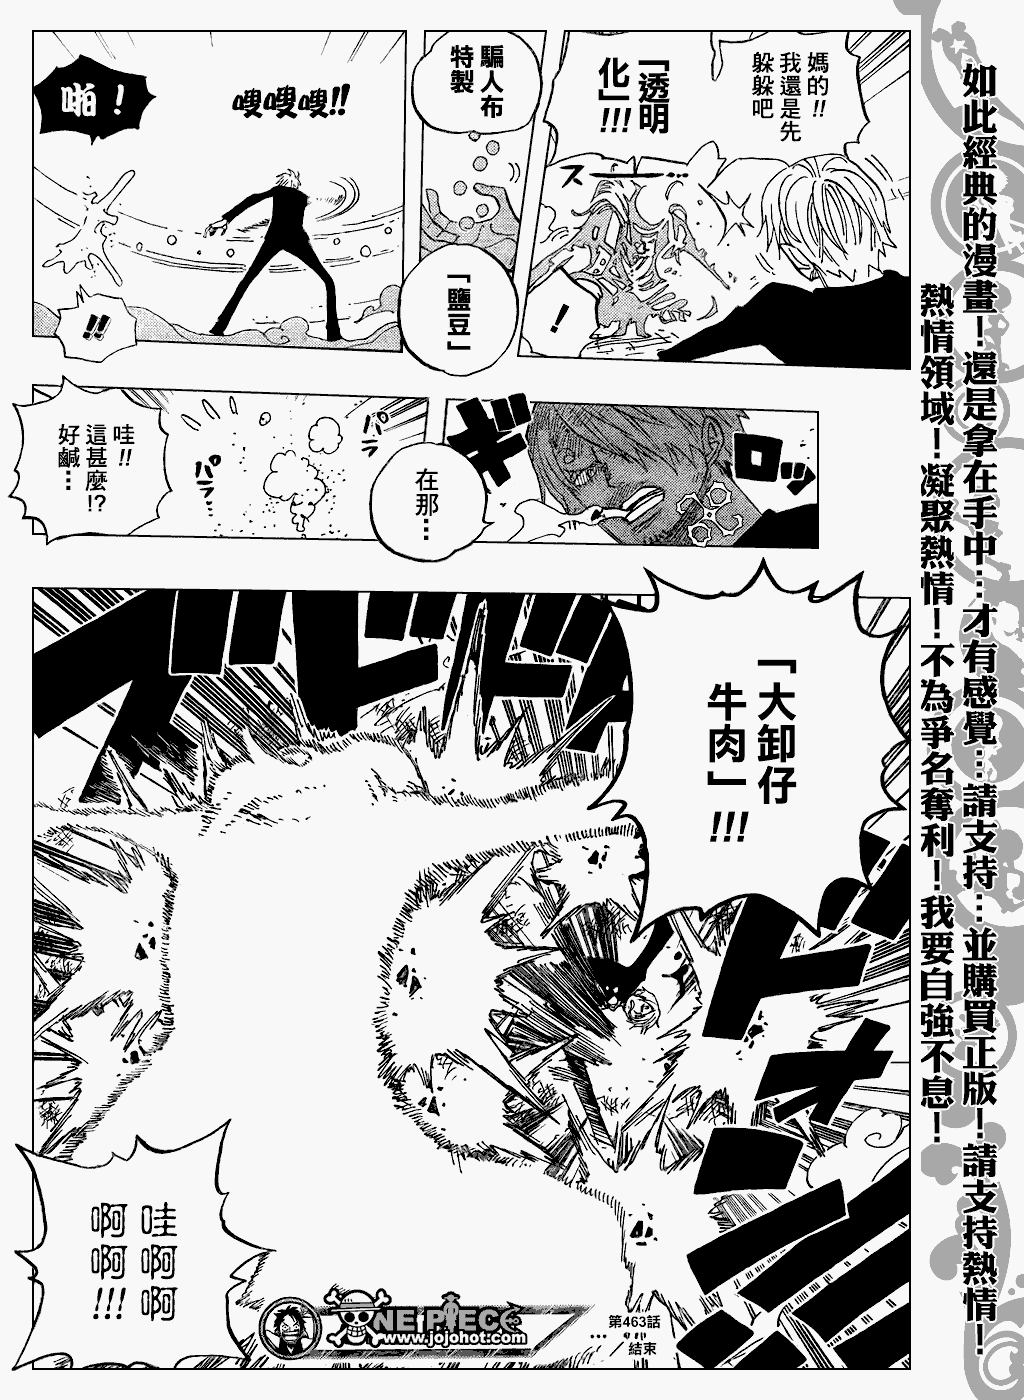 媽的!!
我還是先
躲躲吧
「透明
化」!!!
スーー…
!
騙人布
特製
「鹽豆」
嗖嗖嗖!!
啪！
!!
ロッ
在那…
パラ
パラ
哇!!
這甚麼!?
好鹹…
「大卸仔
牛肉」!!!
哇啊啊
啊啊啊!!!
ONE PIECE
www.jojohot.com
第463話
…／結束
如此經典的漫畫！還是拿在手中…才有感覺…請支持…並購買正版！請支持熱情！
熱情領域！凝聚熱情！不為爭名奪利！我要自強不息！